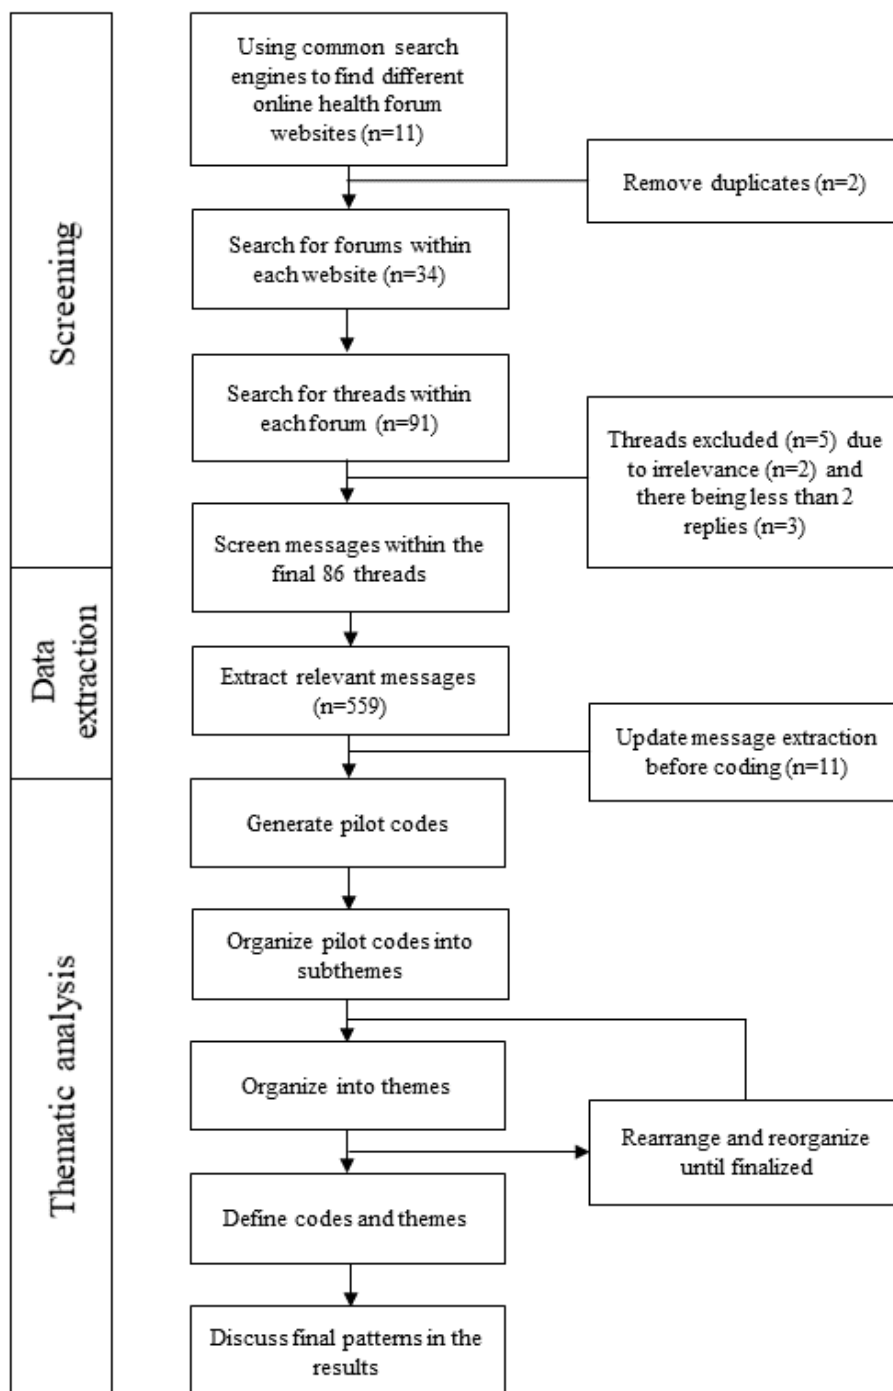 Screening
Using common search
engines to find different
online health forum
websites (n=11)
Remove duplicates (n=2)
Search for forums within
each website (n=34)
Search for threads within
each forum (n=91)
Threads excluded (n=5) due
to irrelevance (n=2) and
there being less than 2
replies (n=3)
Screen messages within the
final 86 threads
Data
extraction
Extract relevant messages
(n=559)
Update message extraction
before coding (n=11)
Thematic analysis
Generate pilot codes
Organize pilot codes into
subthemes
Organize into themes
Rearrange and reorganize
until finalized
Define codes and themes
Discuss final patterns in the
results